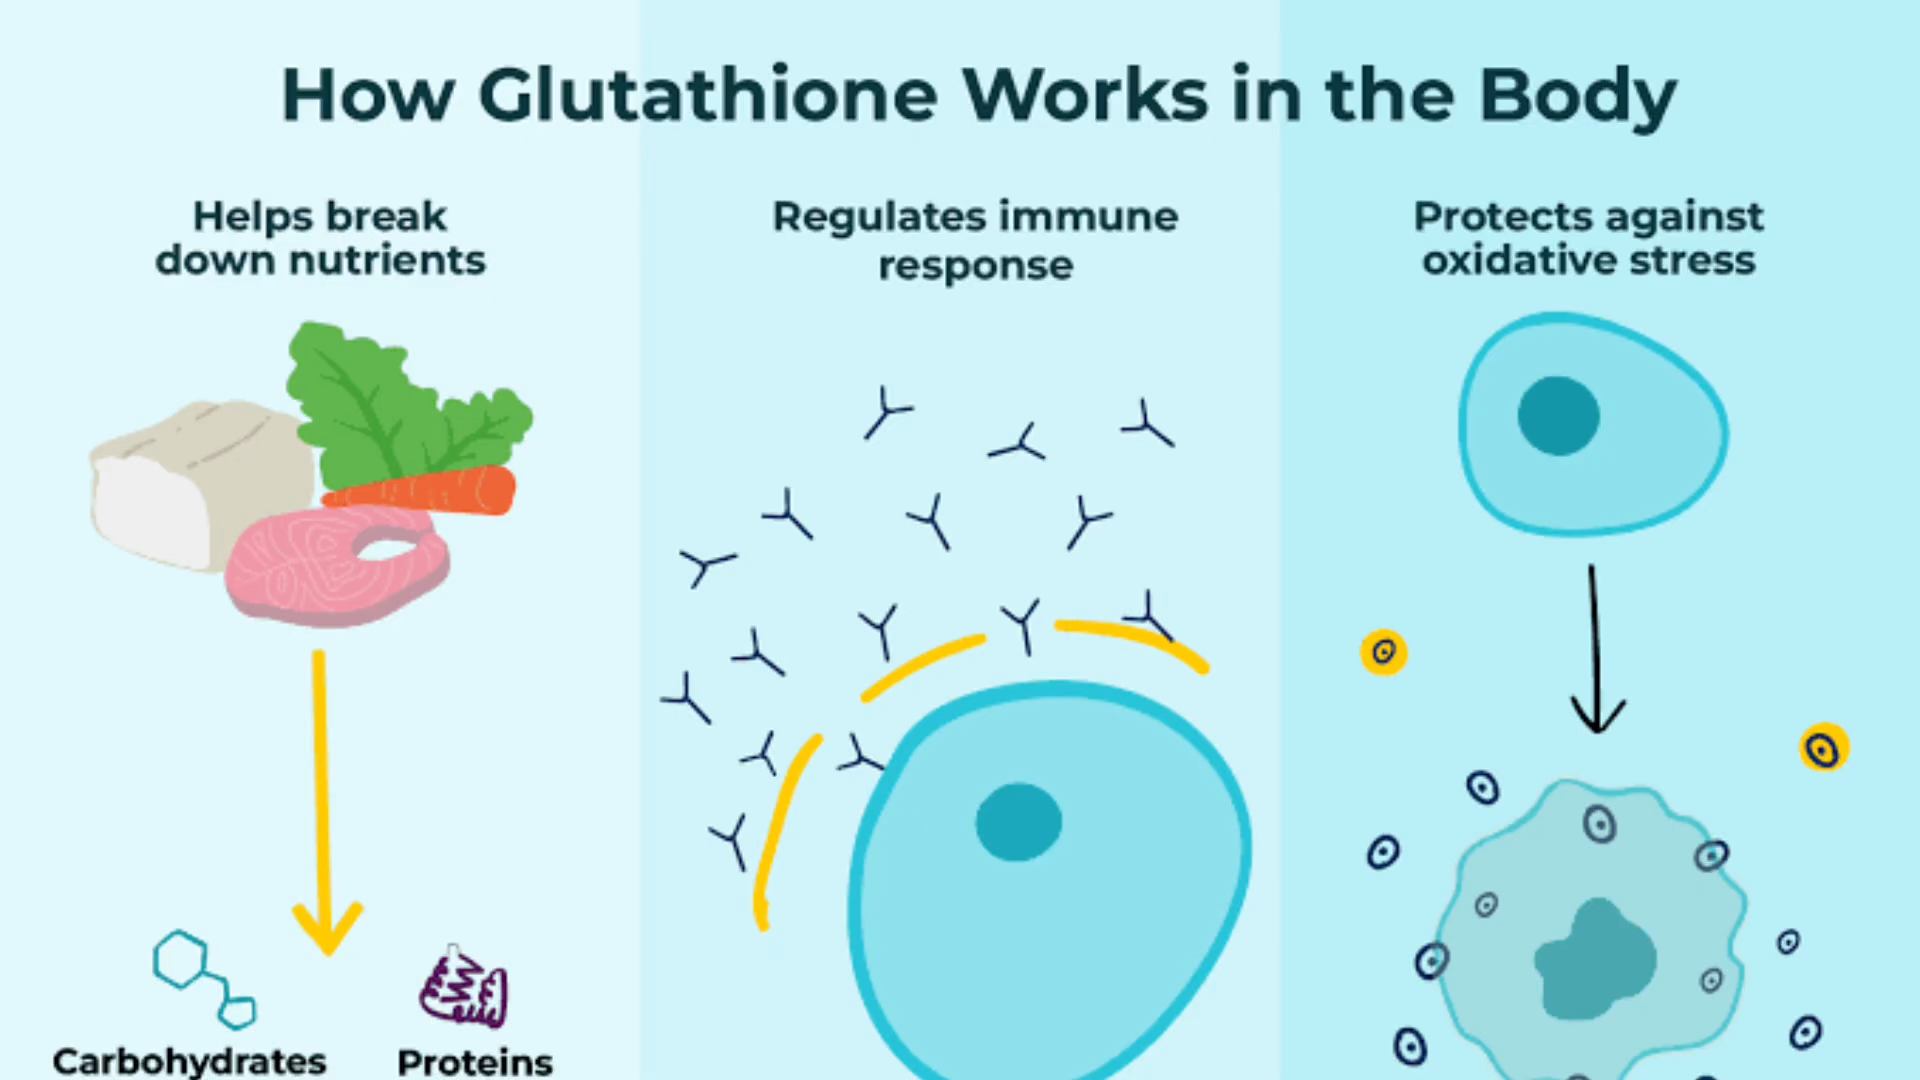 How Glutathione Works in the Body
Helps break
down nutrients
Regulates immune
response
Protects against
oxidative stress
Carbohydrates
Proteins